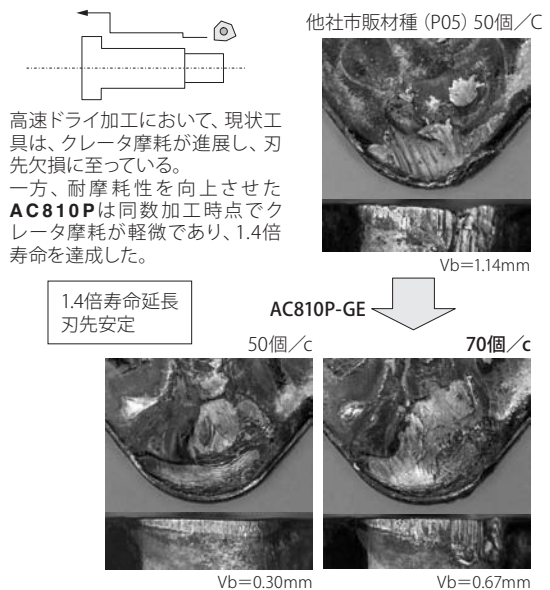 他社市販材種（P05）50個／C
高速ドライ加工において、現状工
具は、クレータ摩耗が進展し、刃
先欠損に至っている。
一方、耐摩耗性を向上させた
AC810Pは同数加工時点でク
レータ摩耗が軽微であり、1.4倍
寿命を達成した。
Vb＝1.14mm
1.4倍寿命延長
刃先安定
AC810P-GE
50個／c
70個／c
Vb＝0.30mm
Vb＝0.67mm